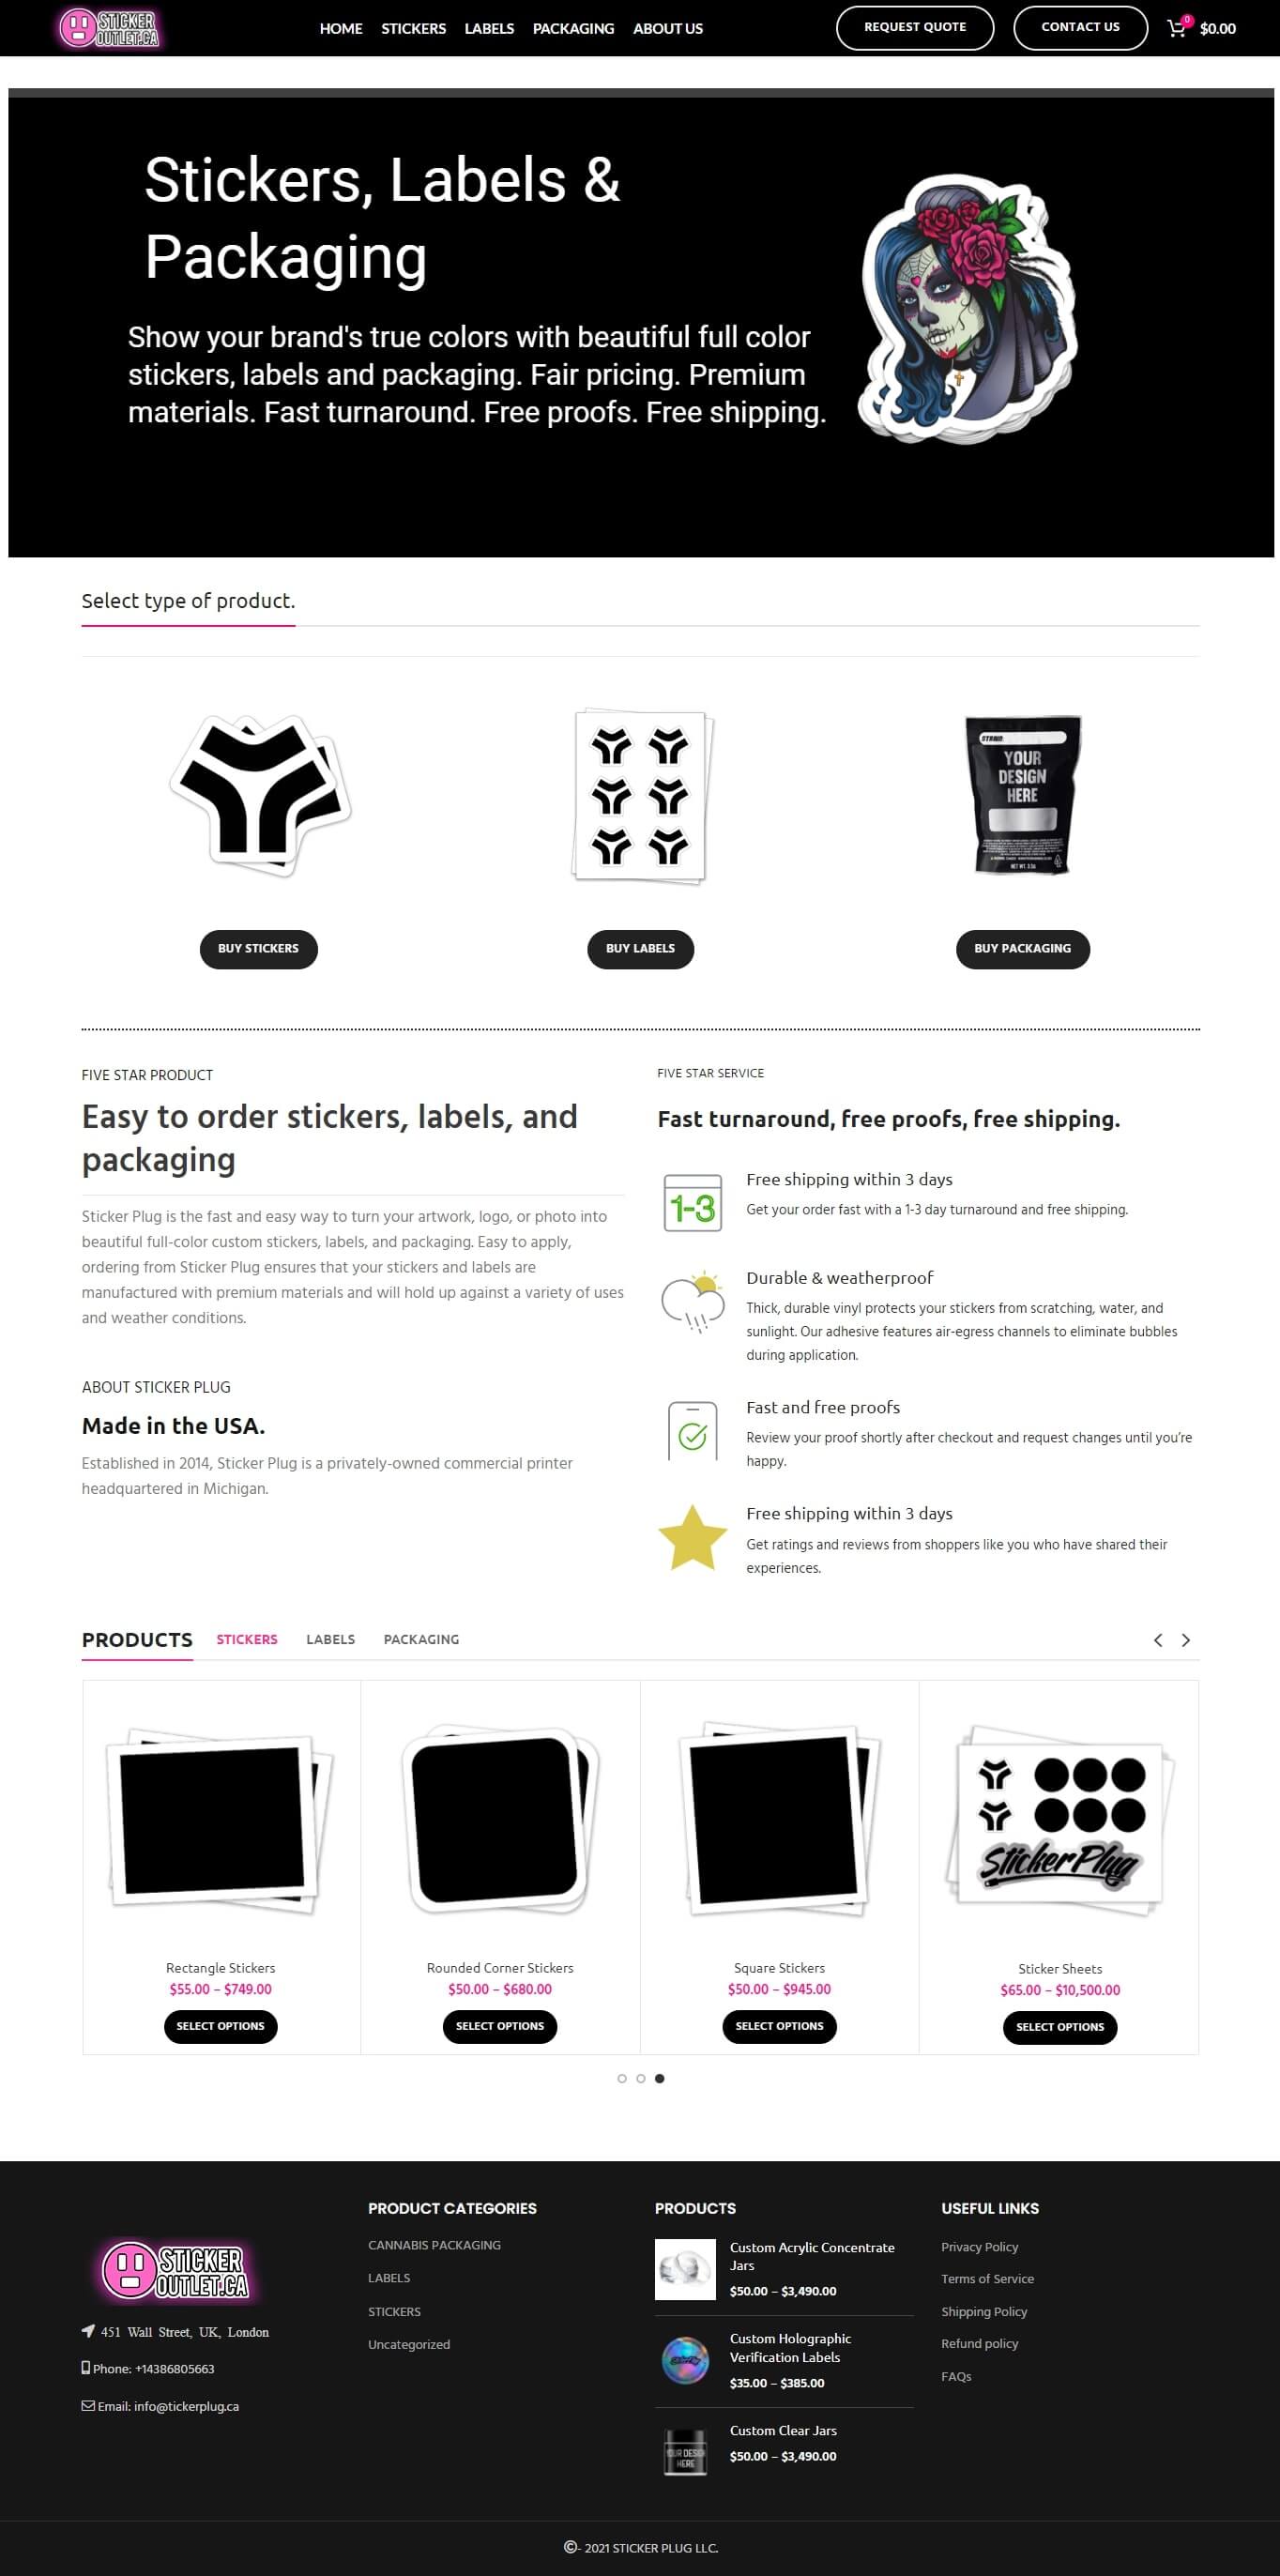 STICKER
OUTLET.CA
HOME STICKERS LABELS PACKAGING ABOUT US
REQUEST QUOTE
CONTACT US
0
$0.00
Stickers, Labels &
Packaging
Show your brand's true colors with beautiful full color
stickers, labels and packaging. Fair pricing. Premium
materials. Fast turnaround. Free proofs. Free shipping.
Select type of product.
STRAIN:
YOUR
DESIGN
HERE
NET WT. 3.5g
BUY STICKERS
BUY LABELS
BUY PACKAGING
FIVE STAR PRODUCT
Easy to order stickers, labels, and
packaging
Sticker Plug is the fast and easy way to turn your artwork, logo, or photo into
beautiful full-color custom stickers, labels, and packaging. Easy to apply,
ordering from Sticker Plug ensures that your stickers and labels are
manufactured with premium materials and will hold up against a variety of uses
and weather conditions.
ABOUT STICKER PLUG
Made in the USA.
Established in 2014, Sticker Plug is a privately-owned commercial printer
headquartered in Michigan.
FIVE STAR SERVICE
Fast turnaround, free proofs, free shipping.
1-3
Free shipping within 3 days
Get your order fast with a 1-3 day turnaround and free shipping.
Durable & weatherproof
Thick, durable vinyl protects your stickers from scratching, water, and
sunlight. Our adhesive features air-egress channels to eliminate bubbles
during application.
Fast and free proofs
Review your proof shortly after checkout and request changes until you’re
happy.
Free shipping within 3 days
Get ratings and reviews from shoppers like you who have shared their
experiences.
PRODUCTS STICKERS LABELS PACKAGING
StickerPlug
Rectangle Stickers
$55.00 – $749.00
SELECT OPTIONS
Rounded Corner Stickers
$50.00 – $680.00
SELECT OPTIONS
Square Stickers
$50.00 – $945.00
SELECT OPTIONS
Sticker Sheets
$65.00 – $10,500.00
SELECT OPTIONS
STICKER
OUTLET.CA
451 Wall Street, UK, London
Phone: +14386805663
Email: info@tickerplug.ca
PRODUCT CATEGORIES
CANNABIS PACKAGING
LABELS
STICKERS
Uncategorized
PRODUCTS
Custom Acrylic Concentrate
Jars
$50.00 – $3,490.00
Custom Holographic
Verification Labels
$35.00 – $385.00
YOUR DESIGN
HERE
Custom Clear Jars
$50.00 – $3,490.00
USEFUL LINKS
Privacy Policy
Terms of Service
Shipping Policy
Refund policy
FAQs
©- 2021 STICKER PLUG LLC.